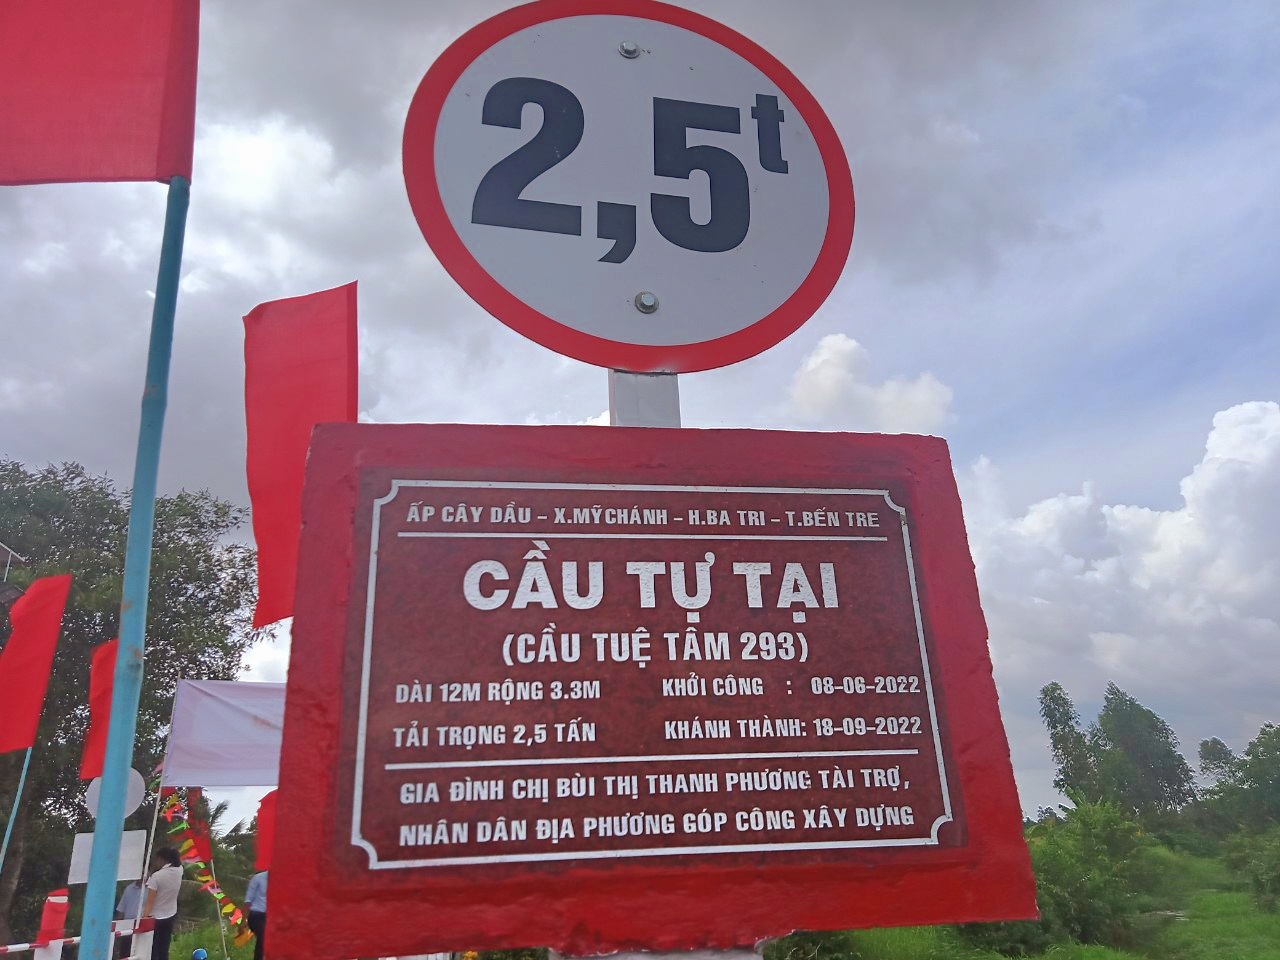 2,5t
ẤP CÂY DẦU - X.MỸCHÁNH - H.BA TRI - T.BẾN TRE
CẦU TỰ TẠI
(CẦU TUỆ TÂM 293)
DÀI 12M RỘNG 3.3M KHỞI CÔNG : 08-06-2022
TẢI TRỌNG 2,5 TẤN KHÁNH THÀNH: 18-09-2022
GIA ĐÌNH CHỊ BÙI THỊ THANH PHƯƠNG TÀI TRỢ,
NHÂN DÂN ĐỊA PHƯƠNG GÓP CÔNG XÂY DỰNG